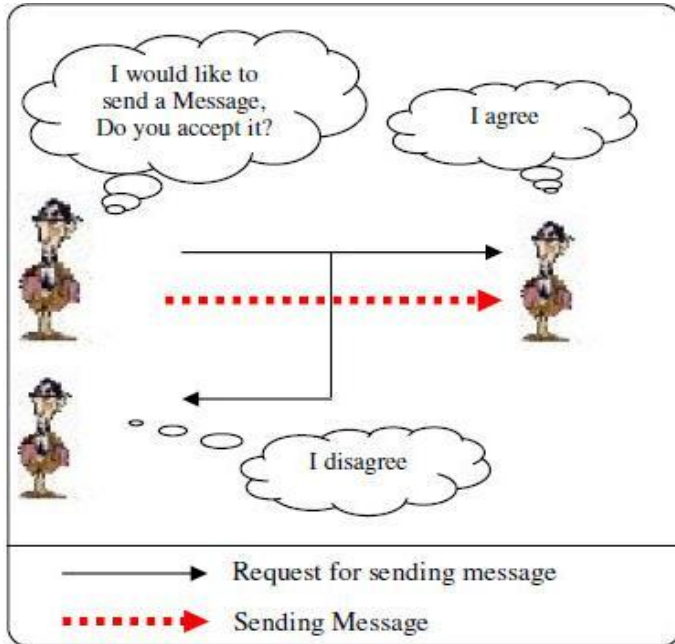 I would like to
send a Message,
Do you accept it?
I agree
I disagree
Request for sending message
Sending Message